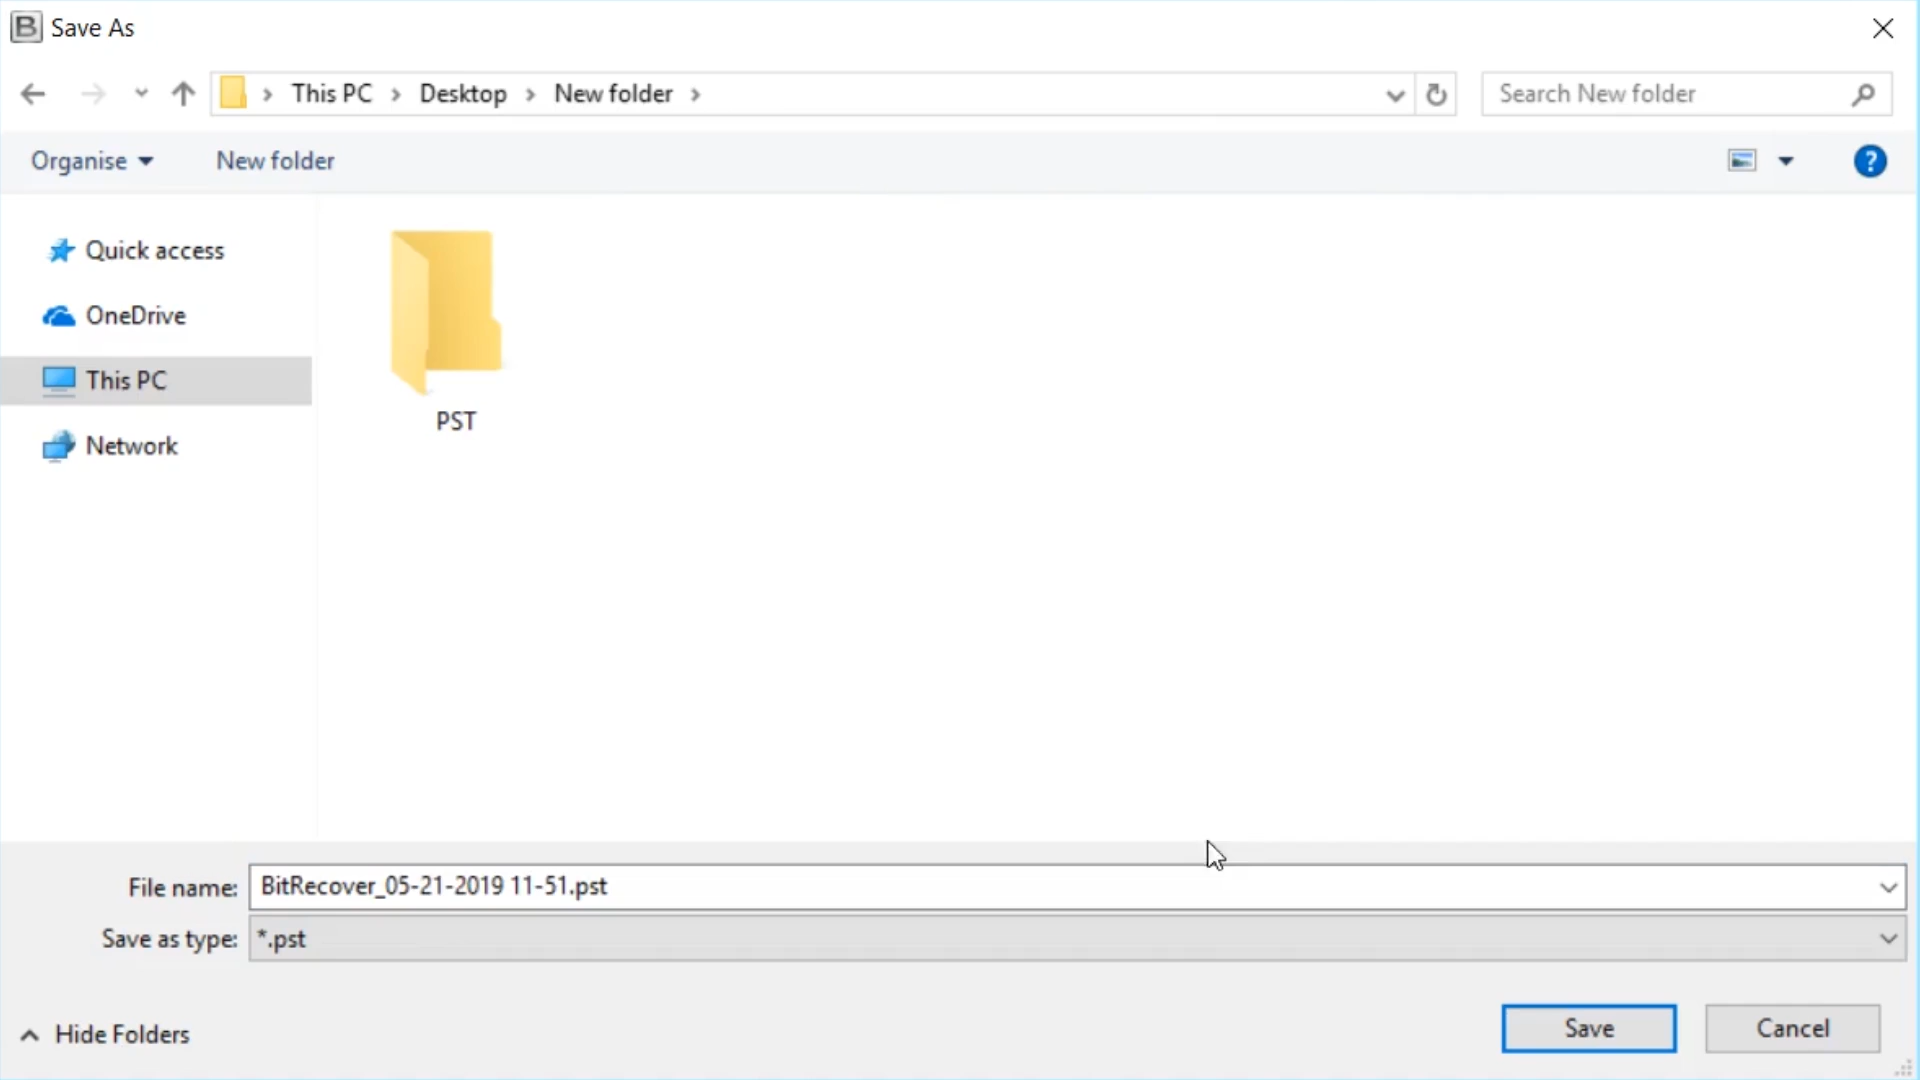 B Save As
This PC > Desktop > New folder >
Search New folder
Organise
New folder
?
Quick access
OneDrive
This PC
Network
PST
File name: BitRecover_05-21-2019 11-51.pst
Save as type: *.pst
Hide Folders
Save
Cancel